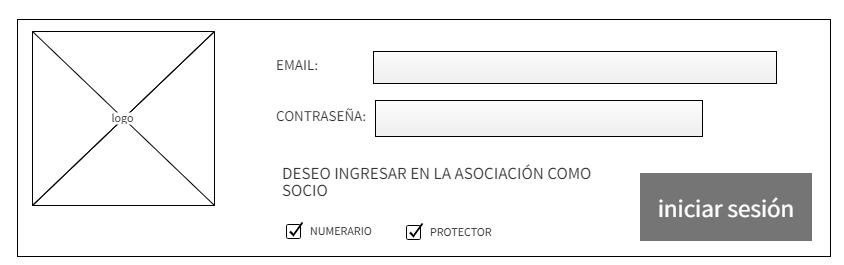 logo
EMAIL:
CONTRASEÑA:
DESEO INGRESAR EN LA ASOCIACIÓN COMO
SOCIO
NUMERARIO
PROTECTOR
iniciar sesión